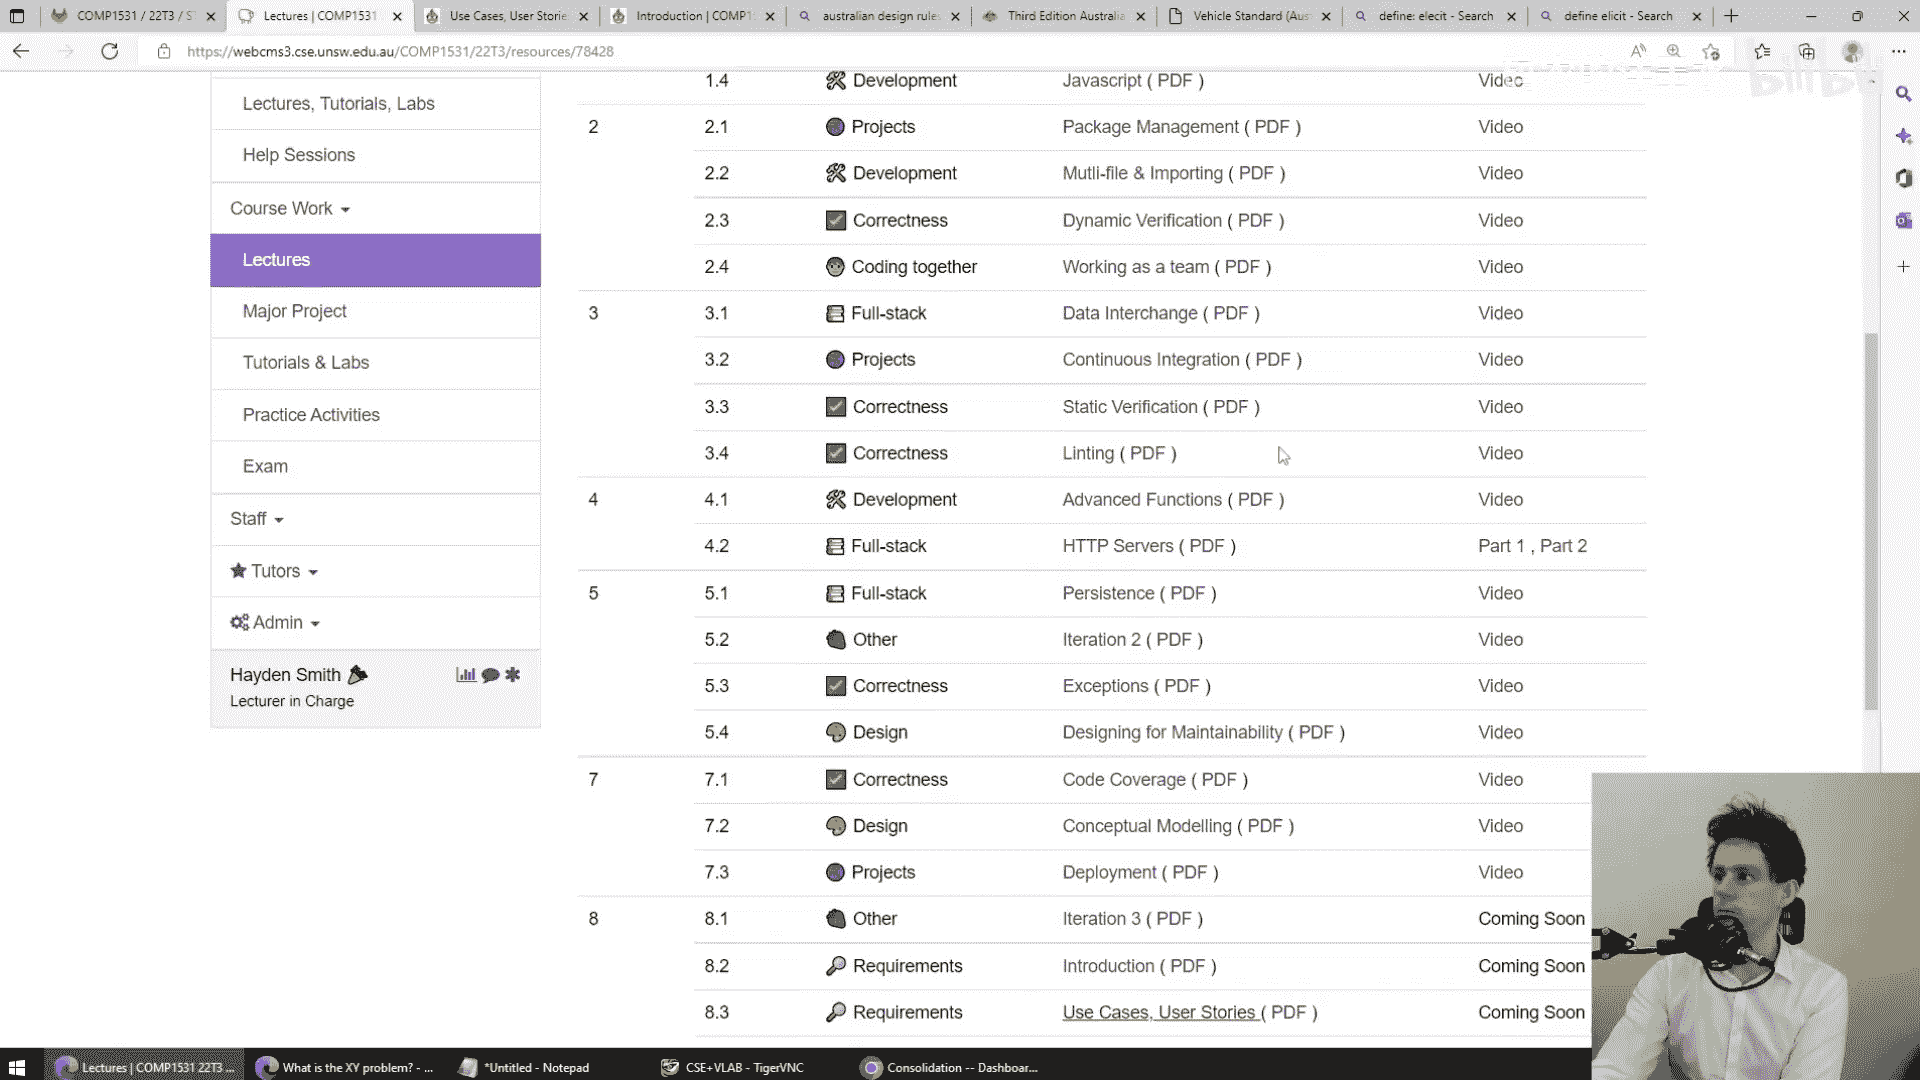 COMP1531 / 22T3 / S
Lectures | COMP1531
Use Cases, User Storie
Introduction | COMP1
australian design rule
Third Edition Australia
Vehicle Standard (Aus
define: elecit - Search
define elicit - Search
https://webcms3.cse.unsw.edu.au/COMP1531/22T3/resources/78428
Lectures, Tutorials, Labs
Help Sessions
Course Work
Lectures
Major Project
Tutorials & Labs
Practice Activities
Exam
Staff
Tutors
Admin
Hayden Smith
Lecturer in Charge
1.4 Development Javascript ( PDF ) Video
2 2.1 Projects Package Management ( PDF ) Video
2.2 Development Mutli-file & Importing ( PDF ) Video
2.3 Correctness Dynamic Verification ( PDF ) Video
2.4 Coding together Working as a team ( PDF ) Video
3 3.1 Full-stack Data Interchange ( PDF ) Video
3.2 Projects Continuous Integration ( PDF ) Video
3.3 Correctness Static Verification ( PDF ) Video
3.4 Correctness Linting ( PDF ) Video
4 4.1 Development Advanced Functions ( PDF ) Video
4.2 Full-stack HTTP Servers ( PDF ) Part 1 , Part 2
5 5.1 Full-stack Persistence ( PDF ) Video
5.2 Other Iteration 2 ( PDF ) Video
5.3 Correctness Exceptions ( PDF ) Video
5.4 Design Designing for Maintainability ( PDF ) Video
7 7.1 Correctness Code Coverage ( PDF ) Video
7.2 Design Conceptual Modelling ( PDF ) Video
7.3 Projects Deployment ( PDF ) Video
8 8.1 Other Iteration 3 ( PDF ) Coming Soon
8.2 Requirements Introduction ( PDF ) Coming Soon
8.3 Requirements Use Cases, User Stories ( PDF ) Coming Soon
Lectures | COMP1531 22T3 ...
What is the XY problem? - ...
*Untitled - Notepad
CSE+VLAB - TigerVNC
Consolidation -- Dashboar...